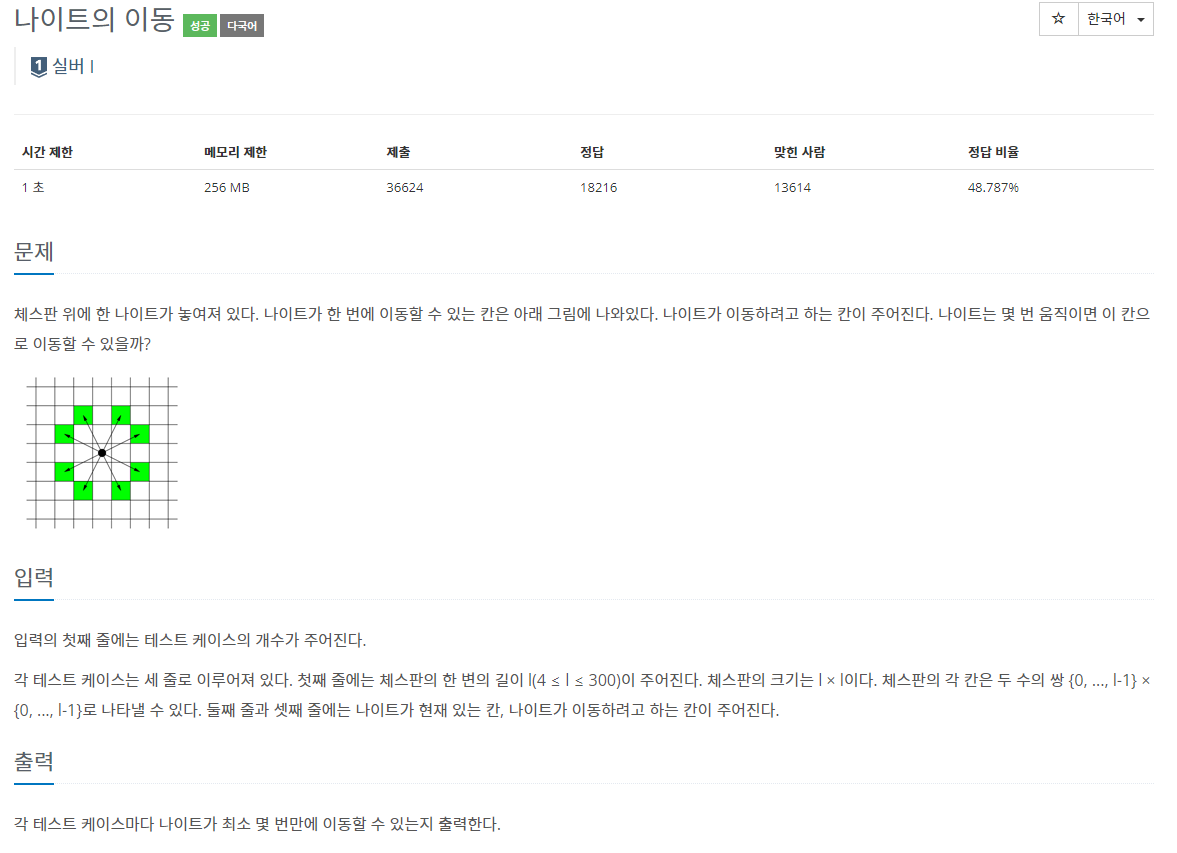 나이트의 이동 성공 다국어
☆ 한국어
1 실버 I
시간 제한 메모리 제한 제출 정답 맞힌 사람 정답 비율
1 초 256 MB 36624 18216 13614 48.787%
문제
체스판 위에 한 나이트가 놓여져 있다. 나이트가 한 번에 이동할 수 있는 칸은 아래 그림에 나와있다. 나이트가 이동하려고 하는 칸이 주어진다. 나이트는 몇 번 움직이면 이 칸으
로 이동할 수 있을까?
입력
입력의 첫째 줄에는 테스트 케이스의 개수가 주어진다.
각 테스트 케이스는 세 줄로 이루어져 있다. 첫째 줄에는 체스판의 한 변의 길이 l(4 ≤ l ≤ 300)이 주어진다. 체스판의 크기는 l × l이다. 체스판의 각 칸은 두 수의 쌍 {0, ..., l-1} ×
{0, ..., l-1}로 나타낼 수 있다. 둘째 줄과 셋째 줄에는 나이트가 현재 있는 칸, 나이트가 이동하려고 하는 칸이 주어진다.
출력
각 테스트 케이스마다 나이트가 최소 몇 번만에 이동할 수 있는지 출력한다.